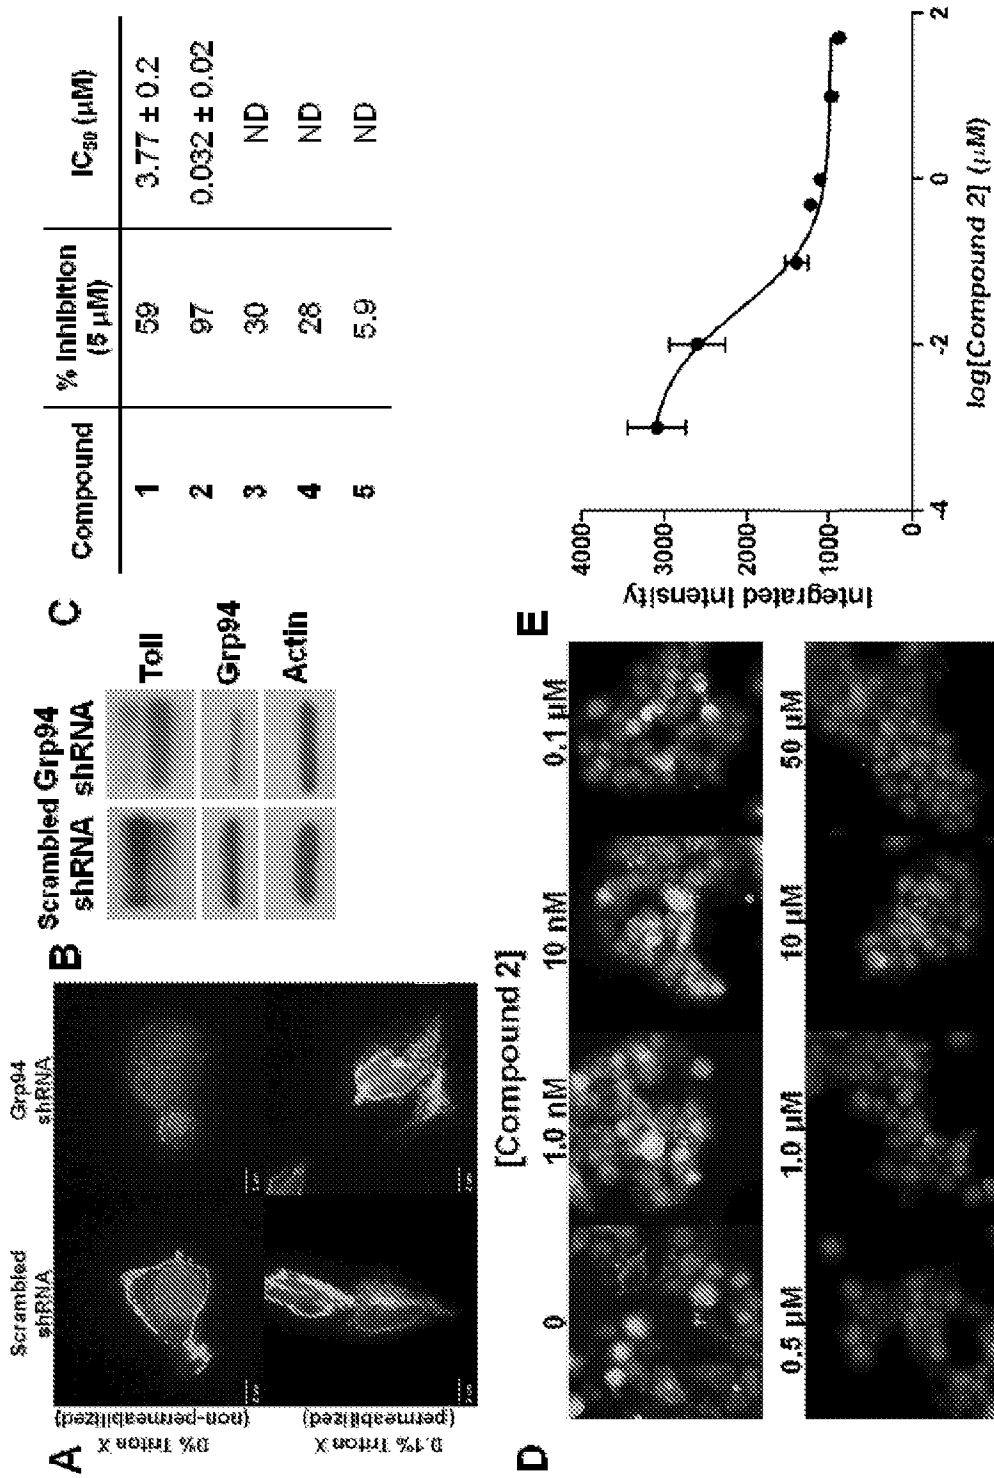 A
Scrambled
shRNA
Grp94
shRNA
0% Triton X
(non-permeabilized)
0.1% Triton X
(permeabilized)
B
Scrambled
shRNA
Grp94
shRNA
Toll
Grp94
Actin
C
Compound
% Inhibition
(5 µM)
IC50 (µM)
1 59 3.77 ± 0.2
2 97 0.032 ± 0.02
3 30 ND
4 28 ND
5 5.9 ND
D
[Compound 2]
0 1.0 nM 10 nM 0.1 µM
0.5 µM 1.0 µM 10 µM 50 µM
E
Integrated Intensity
4000
3000
2000
1000
0
-4 -2 0 2
log[Compound 2] (µM)